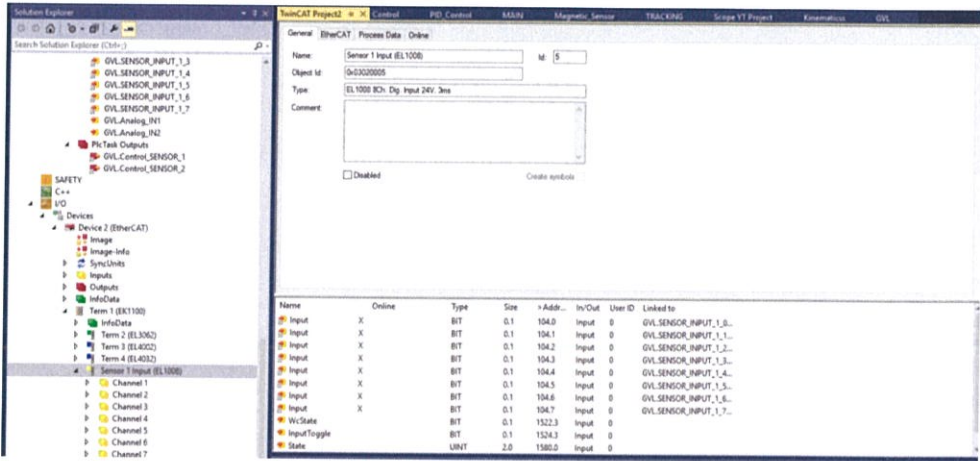 Solution Explorer
Search Solution Explorer (Ctrl+;)
GVL.SENSOR_INPUT_1_3
GVL.SENSOR_INPUT_1_4
GVL.SENSOR_INPUT_1_5
GVL.SENSOR_INPUT_1_6
GVL.SENSOR_INPUT_1_7
GVL.Analog_IN1
GVL.Analog_IN2
PlcTask Outputs
GVL.Control_SENSOR_1
GVL.Control_SENSOR_2
SAFETY
C++
I/O
Devices
Device 2 (EtherCAT)
Image
Image-Info
SyncUnits
Inputs
Outputs
InfoData
Term 1 (EK1100)
InfoData
Term 2 (EL3062)
Term 3 (EL4002)
Term 4 (EL4032)
Sensor 1 Input (EL1008)
Channel 1
Channel 2
Channel 3
Channel 4
Channel 5
Channel 6
Channel 7
TwinCAT Project2 Control PID_Control MAIN Magnetic_Sensor TRACKING Scope YT Project Kinematicus GVL
General EtherCAT Process Data Online
Name: Sensor 1 Input (EL1008) Id: 5
Object Id: 0x03020005
Type: EL1008 8Ch. Dig. Input 24V, 3ms
Comment:
Disabled Create symbols
Name Online Type Size >Addr... In/Out User ID Linked to
Input X BIT 0.1 104.0 Input 0 GVL.SENSOR_INPUT_1_0...
Input X BIT 0.1 104.1 Input 0 GVL.SENSOR_INPUT_1_1...
Input X BIT 0.1 104.2 Input 0 GVL.SENSOR_INPUT_1_2...
Input X BIT 0.1 104.3 Input 0 GVL.SENSOR_INPUT_1_3...
Input X BIT 0.1 104.4 Input 0 GVL.SENSOR_INPUT_1_4...
Input X BIT 0.1 104.5 Input 0 GVL.SENSOR_INPUT_1_5...
Input X BIT 0.1 104.6 Input 0 GVL.SENSOR_INPUT_1_6...
Input X BIT 0.1 104.7 Input 0 GVL.SENSOR_INPUT_1_7...
WcState BIT 0.1 1522.3 Input 0
InputToggle BIT 0.1 1524.3 Input 0
State UINT 2.0 1580.0 Input 0